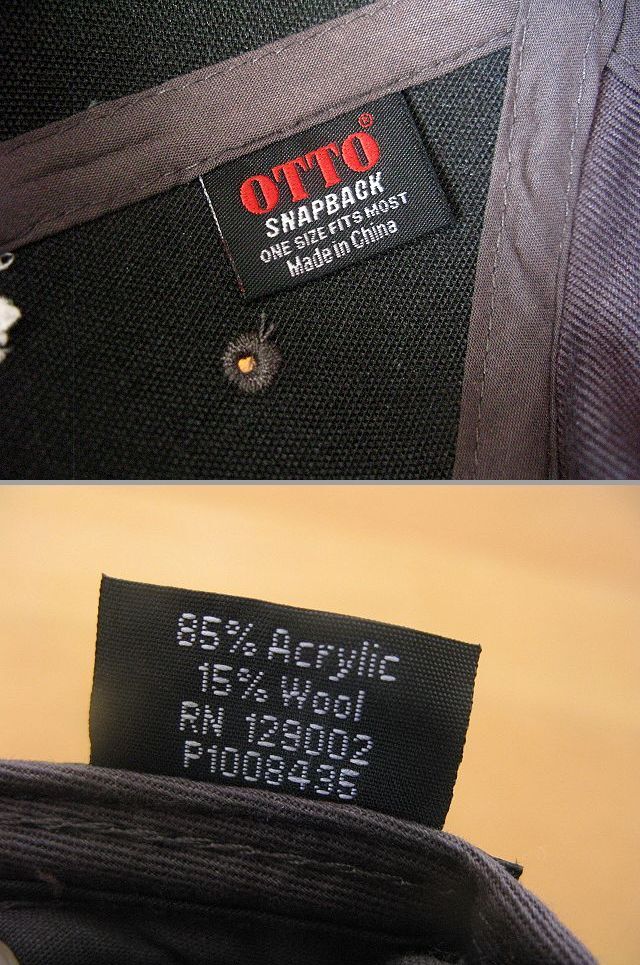 OTTO®
SNAPBACK
ONE SIZE FITS MOST
Made in China
85% Acrylic
15% Wool
RN 129002
P1008435